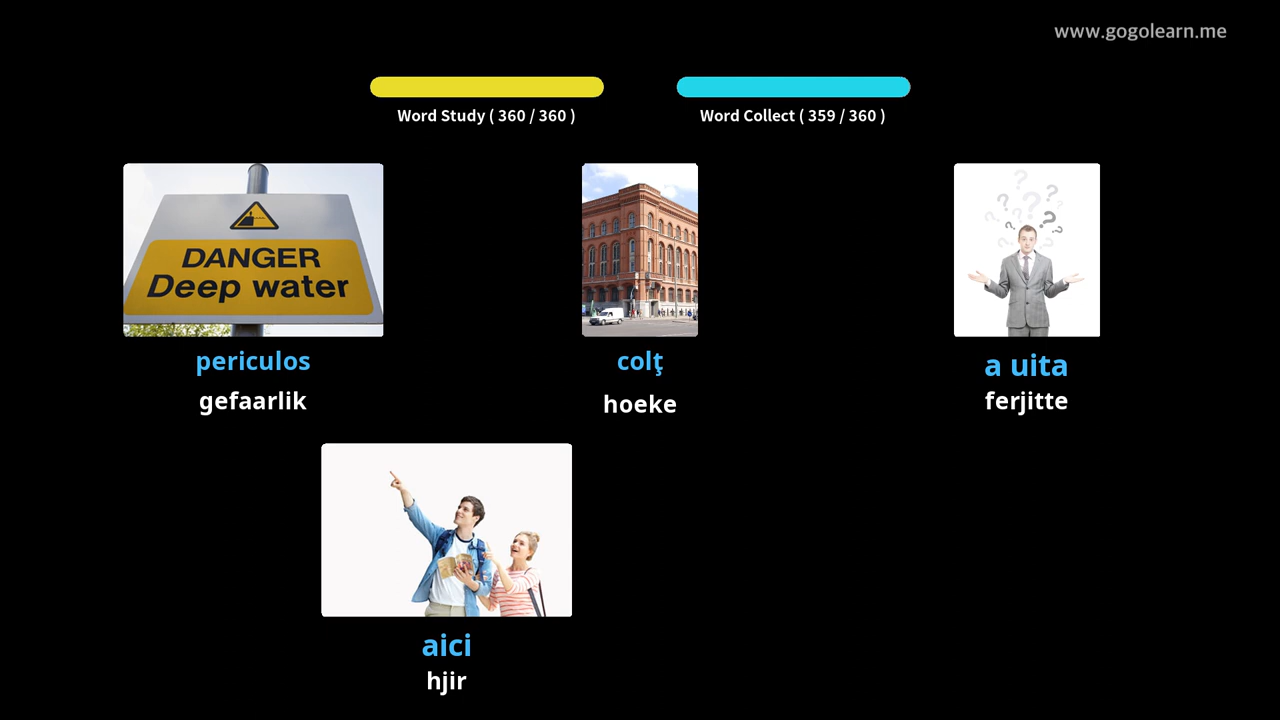 www.gogolearn.me
Word Study ( 360 / 360 )
Word Collect ( 359 / 360 )
DANGER
Deep water
periculos
colţ
a uita
gefaarlik
hoeke
ferjitte
aici
hjir